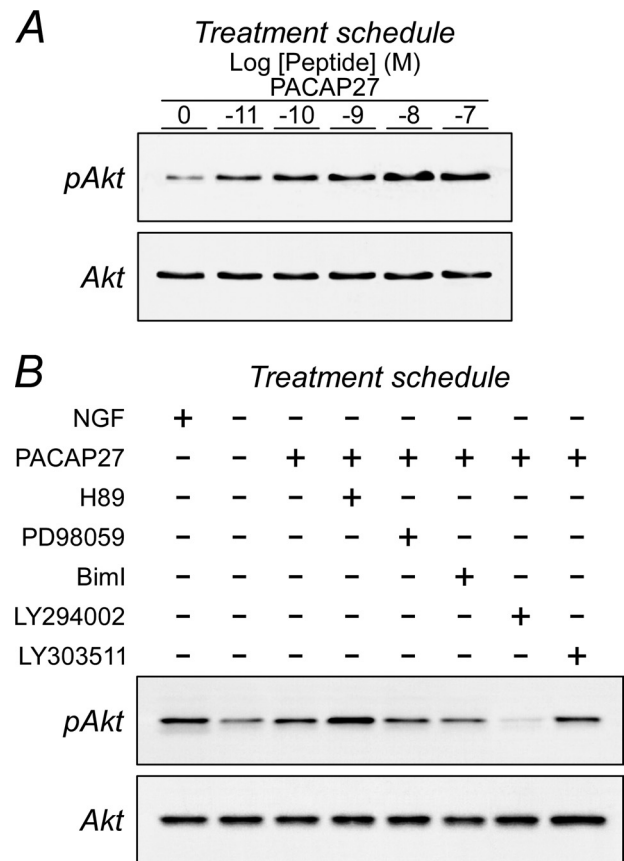 A
Treatment schedule
Log [Peptide] (M)
PACAP27
0 -11 -10 -9 -8 -7
pAkt
Akt
B
Treatment schedule
NGF + − − − − − − −
PACAP27 − − + + + + + +
H89 − − − + − − − −
PD98059 − − − − + − − −
BimI − − − − − + − −
LY294002 − − − − − − + −
LY303511 − − − − − − − +
pAkt
Akt